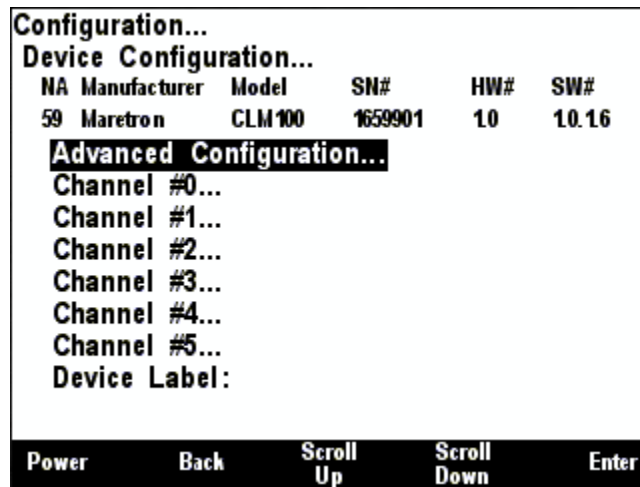 Configuration...
Device Configuration...
NA Manufacturer Model SN# HW# SW#
59 Maretron CLM100 1659901 1.0 1.0.1.6
Advanced Configuration...
Channel #0...
Channel #1...
Channel #2...
Channel #3...
Channel #4...
Channel #5...
Device Label:
Power Back Scroll Up Scroll Down Enter